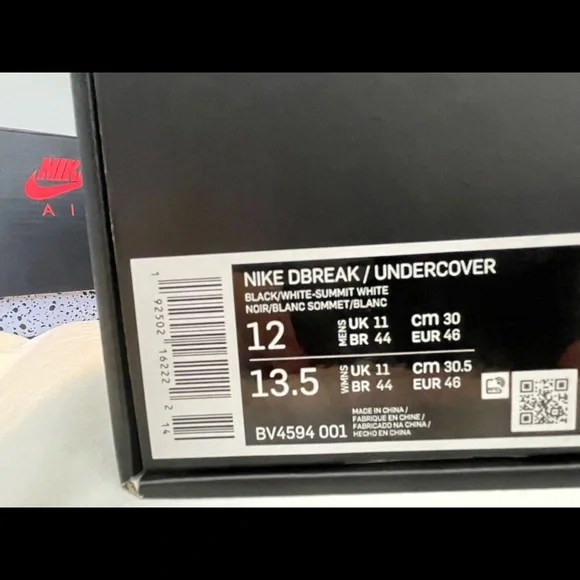 NIKE
AI
NIKE DBREAK / UNDERCOVER
BLACK/WHITE-SUMMIT WHITE
NOIR/BLANC SOMMET/BLANC
12 MENS UK 11 CM 30
BR 44 EUR 46
13.5 WMNS UK 11 CM 30.5
BR 44 EUR 46
BV4594 001
MADE IN CHINA /
FABRIQUE EN CHINE /
FABRICADO NA CHINA /
HECHO EN CHINA
1 92502 16222 2 14